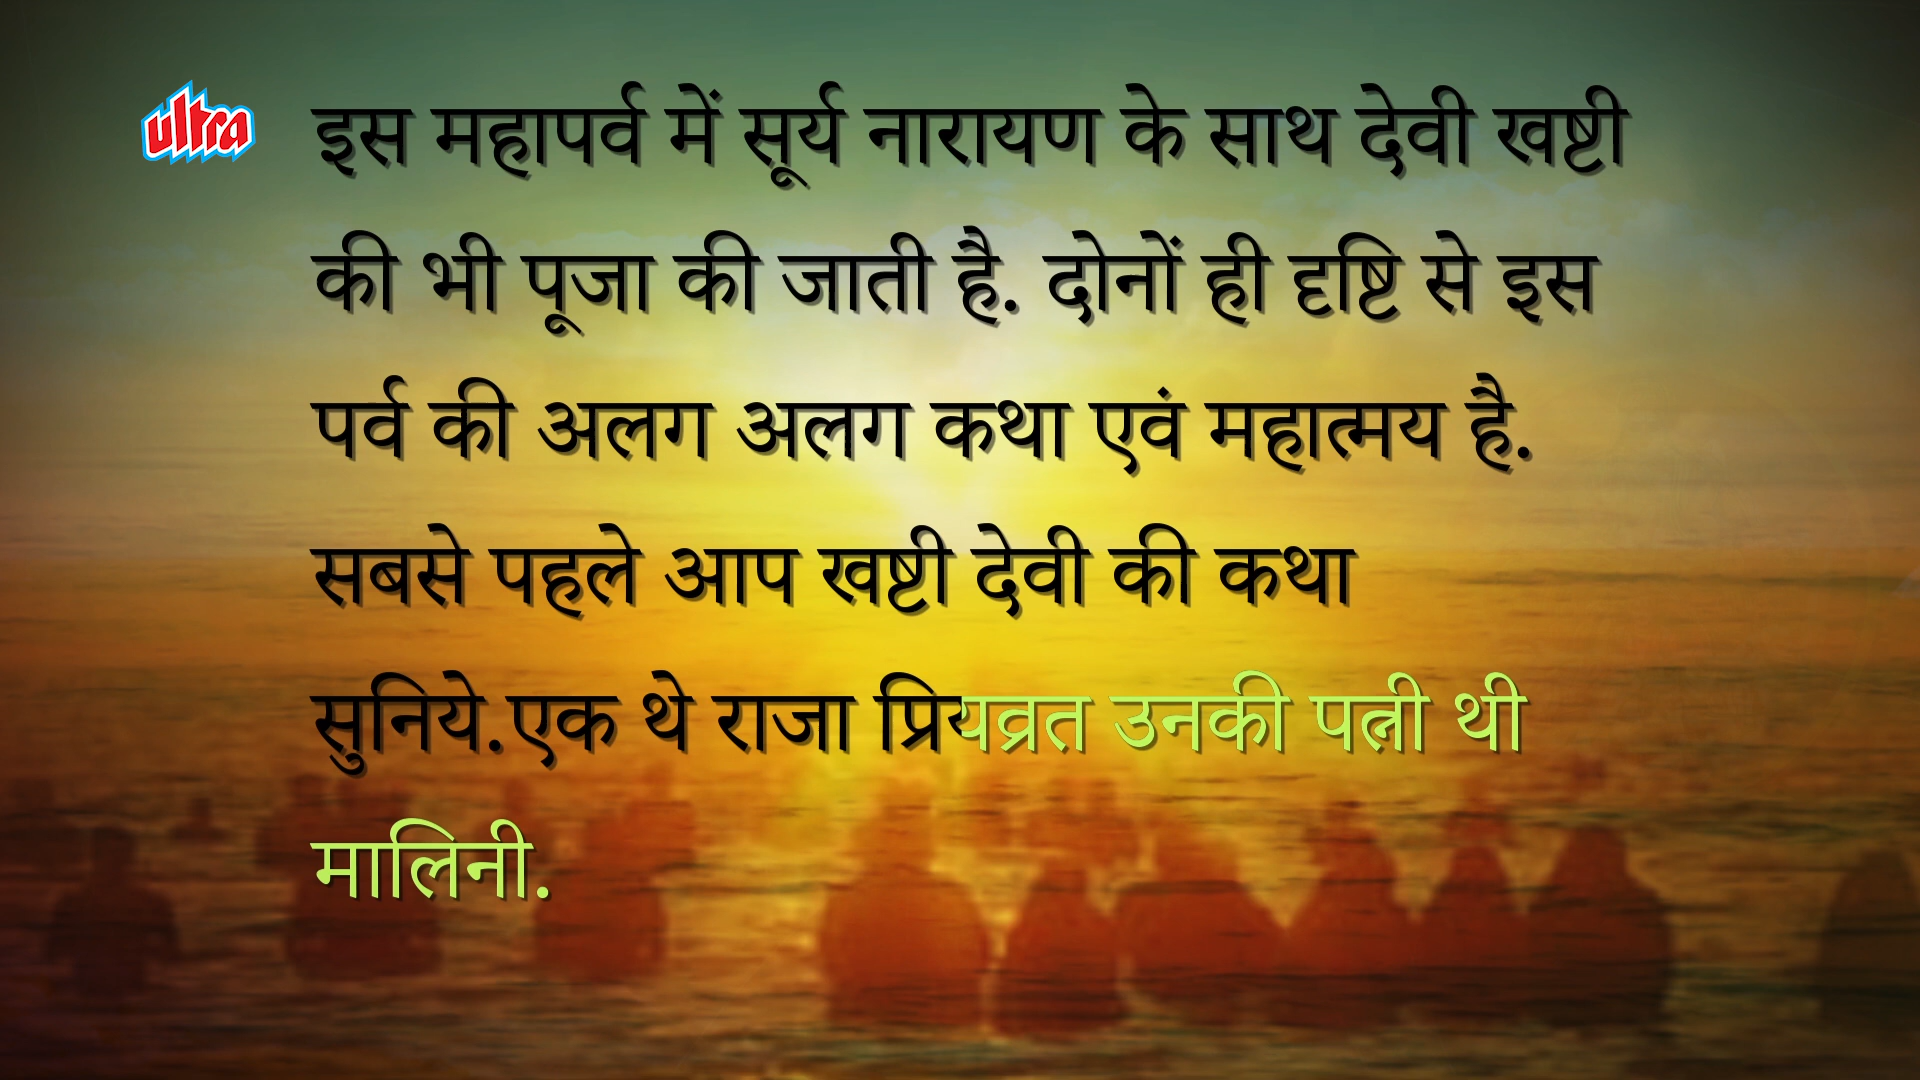 ultra
इस महापर्व में सूर्य नारायण के साथ देवी खष्टी
की भी पूजा की जाती है. दोनों ही दृष्टि से इस
पर्व की अलग अलग कथा एवं महात्मय है.
सबसे पहले आप खष्टी देवी की कथा
सुनिये.एक थे राजा प्रियव्रत उनकी पत्नी थी
मालिनी.